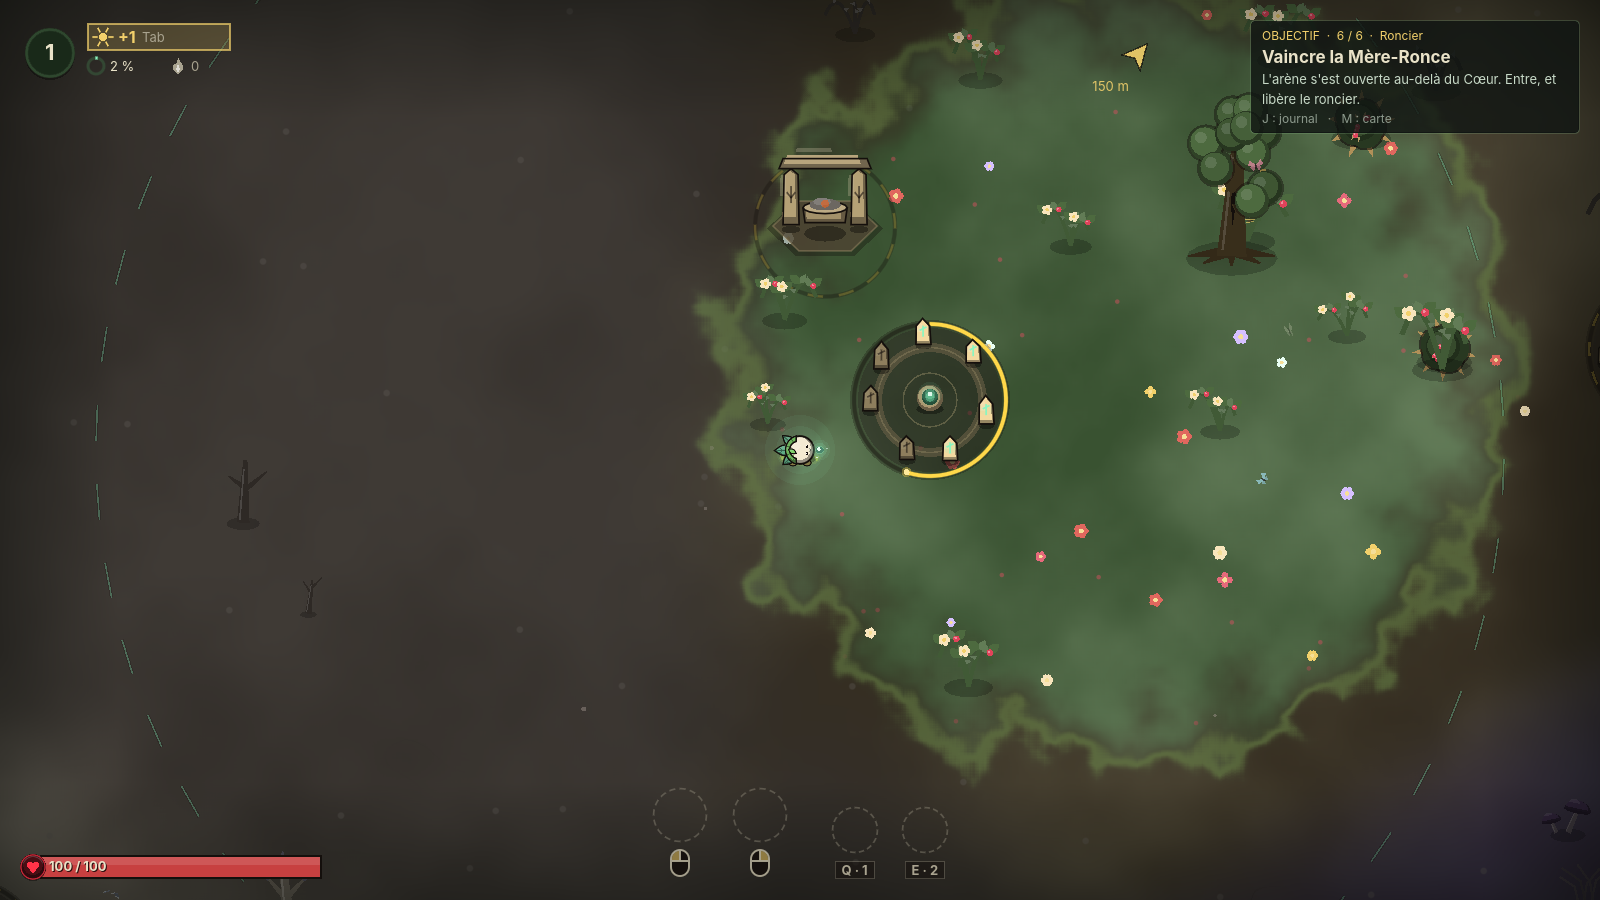 1
+1 Tab
2 % 0
150 m
OBJECTIF · 6 / 6 · Roncier
Vaincre la Mère-Ronce
L'arène s'est ouverte au-delà du Cœur. Entre, et
libère le roncier.
J : journal · M : carte
100 / 100
Q · 1
E · 2